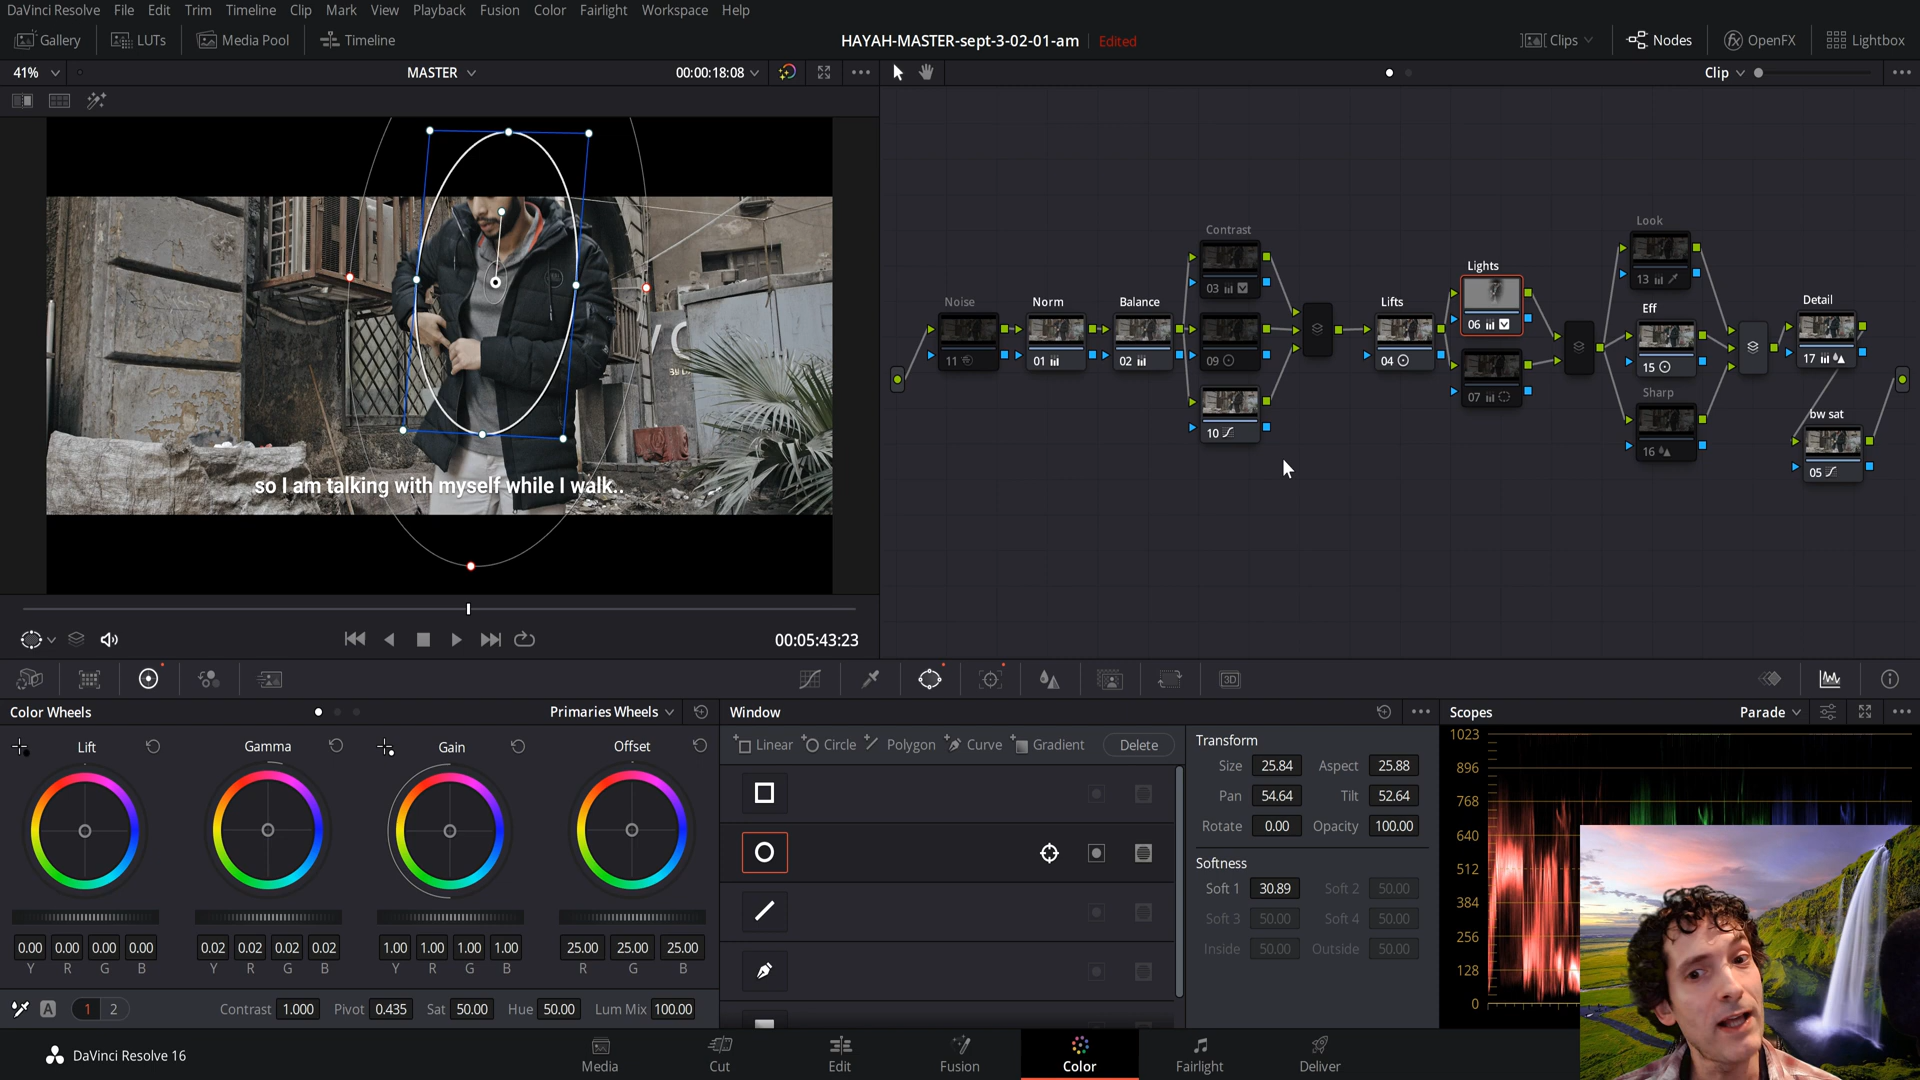 DaVinci Resolve File Edit Trim Timeline Clip Mark View Playback Fusion Color Fairlight Workspace Help
Gallery LUTs Media Pool Timeline HAYAH-MASTER-sept-3-02-01-am Edited Clips Nodes OpenFX Lightbox
41% MASTER 00:00:18:08 Clip
Look
Contrast
Lights
13
03
Noise Norm Balance Lifts Eff Detail
06
11 01 02 09 04 15 17
Sharp
07
bw sat
10
16
05
so I am talking with myself while I walk..
00:05:43:23
3D
Color Wheels Primaries Wheels Window Scopes Parade
Lift Gamma Gain Offset
Linear Circle Polygon Curve Gradient Delete
Transform
Size 25.84 Aspect 25.88
Pan 54.64 Tilt 52.64
Rotate 0.00 Opacity 100.00
Softness
Soft 1 30.89 Soft 2 50.00
Soft 3 50.00 Soft 4 50.00
Inside 50.00 Outside 50.00
1023
896
768
640
512
384
256
128
0
0.00 0.00 0.00 0.00 0.02 0.02 0.02 0.02 1.00 1.00 1.00 1.00 25.00 25.00 25.00
Y R G B Y R G B Y R G B R G B
A 1 2 Contrast 1.000 Pivot 0.435 Sat 50.00 Hue 50.00 Lum Mix 100.00
DaVinci Resolve 16
Media Cut Edit Fusion Color Fairlight Deliver